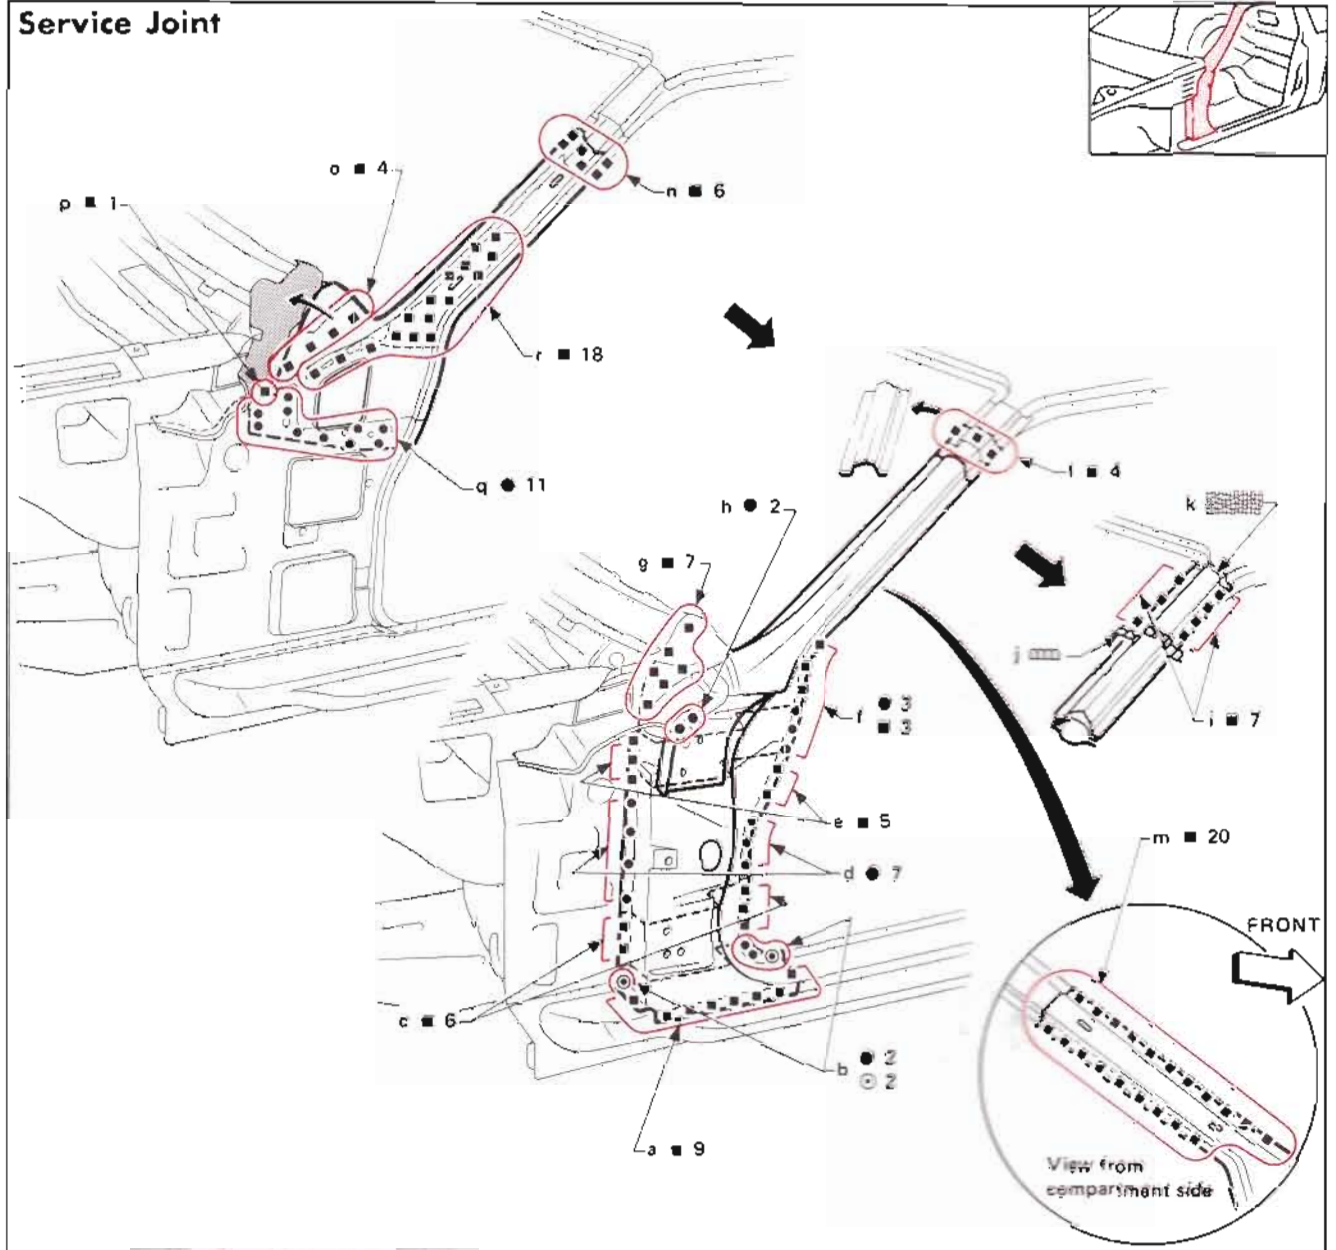 Service Joint
o ■ 4
p ■ 1
n ■ 6
r ■ 18
q ● 11
l ■ 4
k
h ● 2
g ■ 7
j
i ■ 7
f ● 3
■ 3
e ■ 5
m ■ 20
d ● 7
FRONT
c ■ 6
b ● 2
⊙ 2
a ■ 9
View from
compartment side